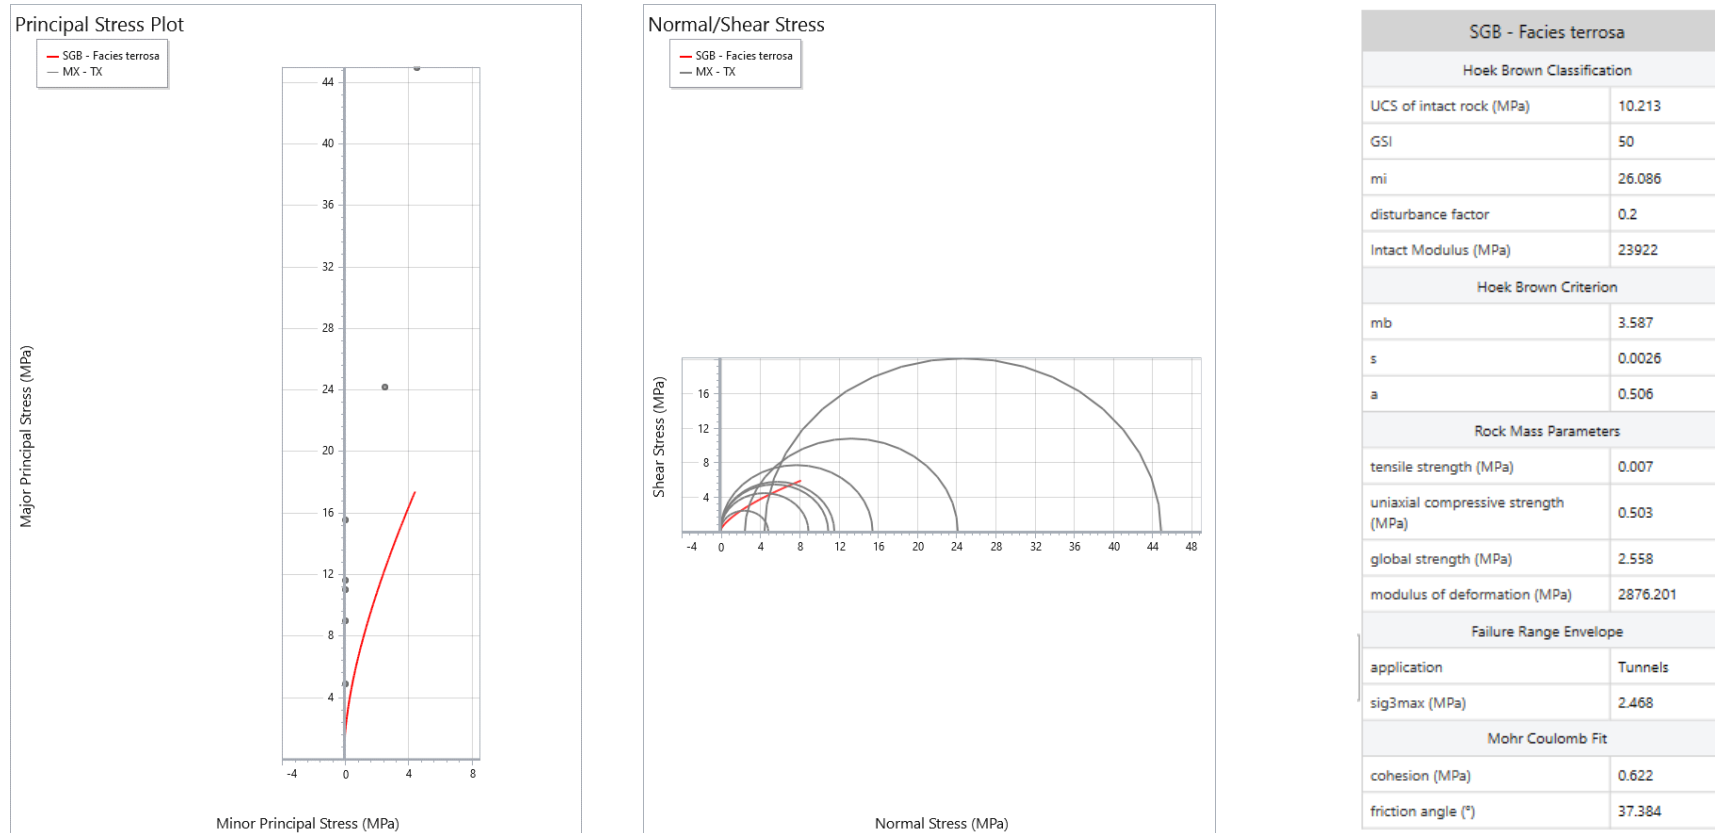 Principal Stress Plot
SGB - Facies terrosa
MX - TX
44
40
36
32
28
24
20
16
12
8
4
-4 0 4 8
Major Principal Stress (MPa)
Minor Principal Stress (MPa)
Normal/Shear Stress
SGB - Facies terrosa
MX - TX
16
12
8
4
-4 0 4 8 12 16 20 24 28 32 36 40 44 48
Shear Stress (MPa)
Normal Stress (MPa)
SGB - Facies terrosa
Hoek Brown Classification
UCS of intact rock (MPa) 10.213
GSI 50
mi 26.086
disturbance factor 0.2
Intact Modulus (MPa) 23922
Hoek Brown Criterion
mb 3.587
s 0.0026
a 0.506
Rock Mass Parameters
tensile strength (MPa) 0.007
uniaxial compressive strength
(MPa) 0.503
global strength (MPa) 2.558
modulus of deformation (MPa) 2876.201
Failure Range Envelope
application Tunnels
sig3max (MPa) 2.468
Mohr Coulomb Fit
cohesion (MPa) 0.622
friction angle (°) 37.384